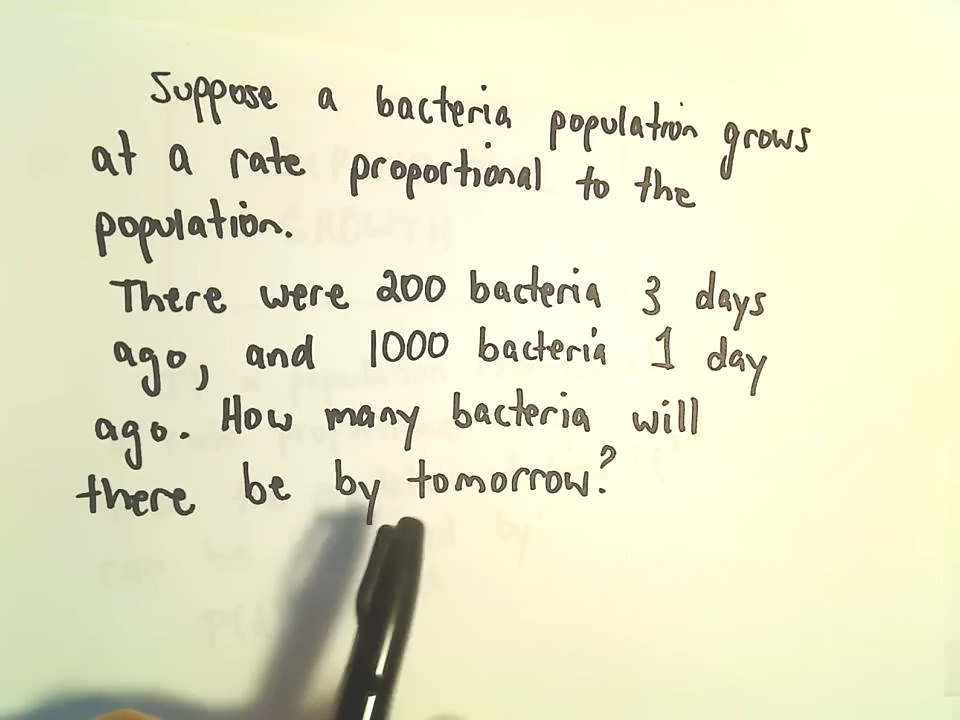 Suppose a bacteria population grows
at a rate proportional to the
population.
There were 200 bacteria 3 days
ago, and 1000 bacteria 1 day
ago. How many bacteria will
there be by tomorrow?